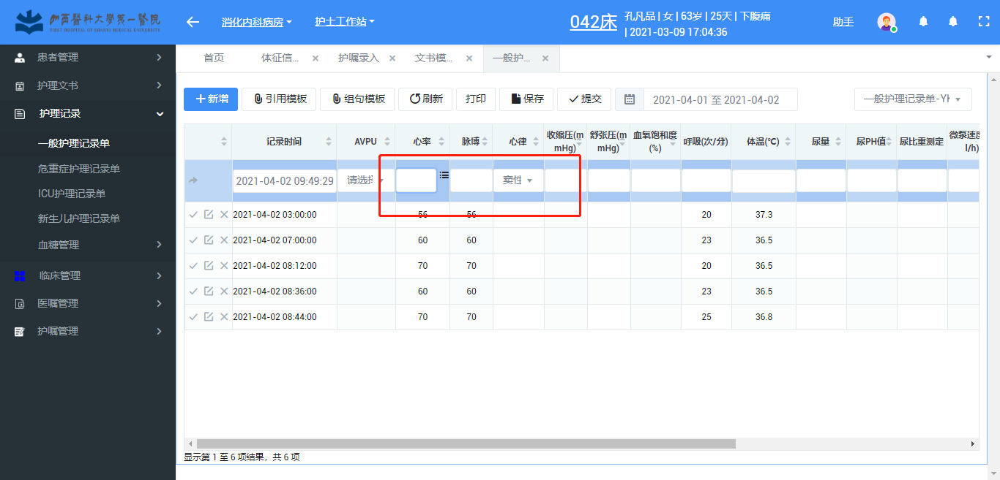 山西醫科大學第一醫院
FIRST HOSPITAL OF SHANXI MEDICAL UNIVERSITY
消化内科病房
护士工作站
042床
孔凡品 | 女 | 63岁 | 25天 | 下腹痛
| 2021-03-09 17:04:36
助手
患者管理
护理文书
护理记录
一般护理记录单
危重症护理记录单
ICU护理记录单
新生儿护理记录单
血糖管理
临床管理
医嘱管理
护嘱管理
首页
体征信...
护嘱录入
文书模...
一般护...
新增
引用模板
组句模板
刷新
打印
保存
提交
2021-04-01 至 2021-04-02
一般护理记录单-YH
记录时间 AVPU 心率 脉搏 心律 收缩压(mmHg) 舒张压(mmHg) 血氧饱和度(%) 呼吸(次/分) 体温(℃) 尿量 尿PH值 尿比重测定 微泵速度
l/h)
2021-04-02 09:49:29 请选择 窦性
2021-04-02 03:00:00 56 56 20 37.3
2021-04-02 07:00:00 60 60 23 36.5
2021-04-02 08:12:00 70 70 20 36.5
2021-04-02 08:36:00 60 60 23 36.5
2021-04-02 08:44:00 70 70 25 36.8
显示第 1 至 6 项结果，共 6 项